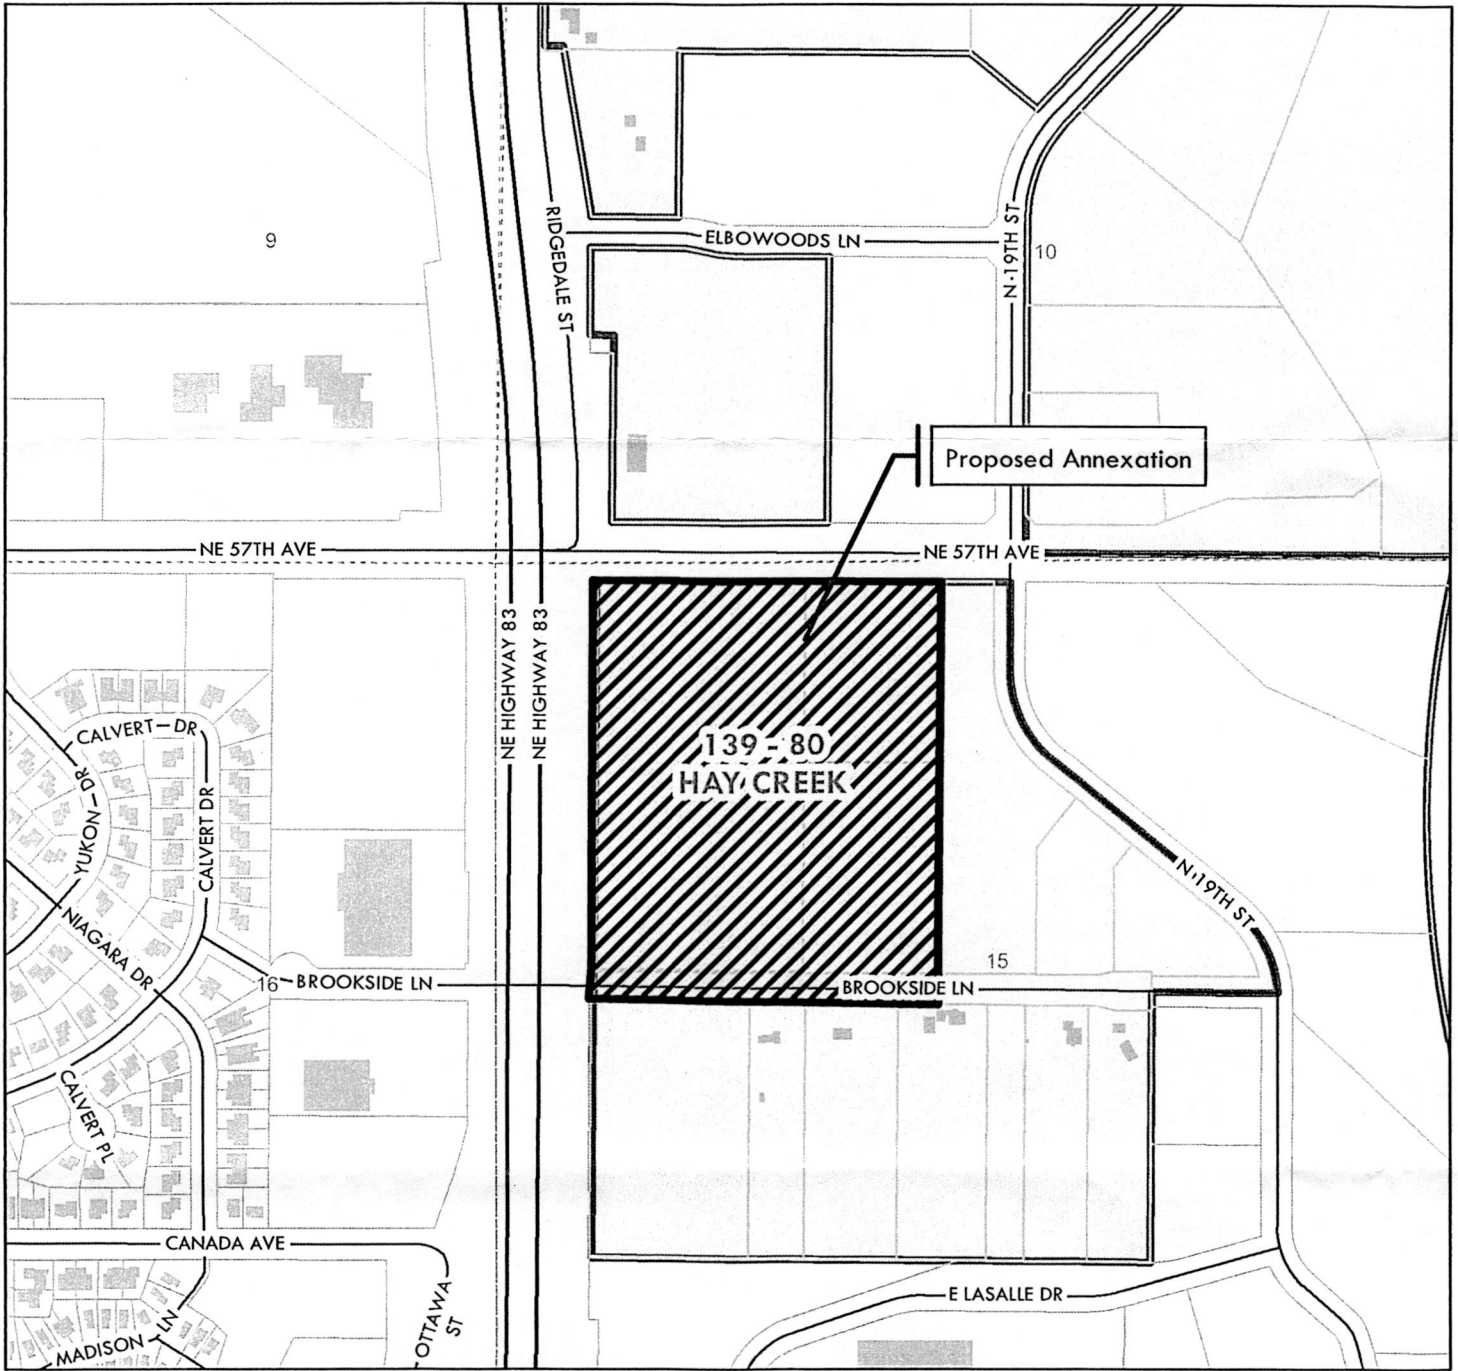 RIDGEDALE ST
ELBOWOODS LN
N 19TH ST
9
10
Proposed Annexation
NE 57TH AVE
NE 57TH AVE
NE HIGHWAY 83
NE HIGHWAY 83
CALVERT DR
YUKON DR
CALVERT DR
139 - 80
HAY CREEK
N 19TH ST
NIAGARA DR
16
BROOKSIDE LN
15
BROOKSIDE LN
CALVERT PL
CANADA AVE
OTTAWA
ST
E LASALLE DR
MADISON LN